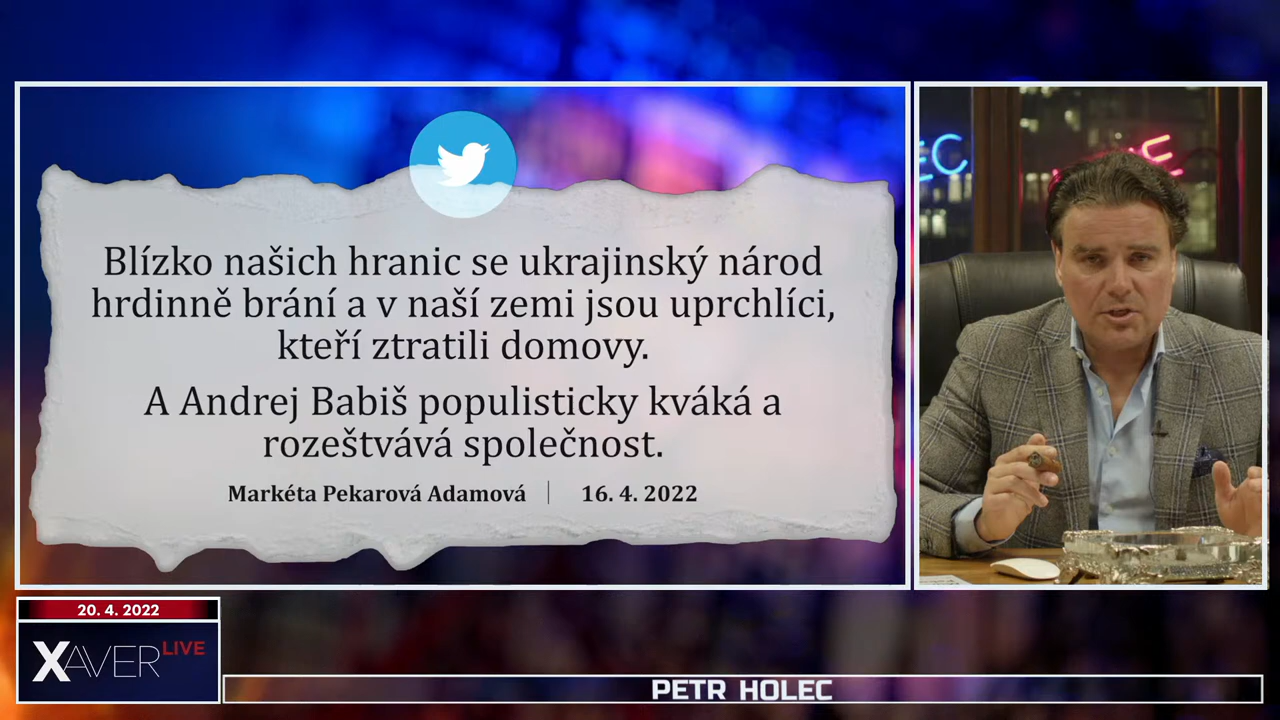 Blízko našich hranic se ukrajinský národ
hrdinně brání a v naší zemi jsou uprchlíci,
kteří ztratili domovy.
A Andrej Babiš populisticky kváká a
rozeštvává společnost.
Markéta Pekarová Adamová | 16. 4. 2022
EC
20. 4. 2022
XAVER LIVE
PETR HOLEC